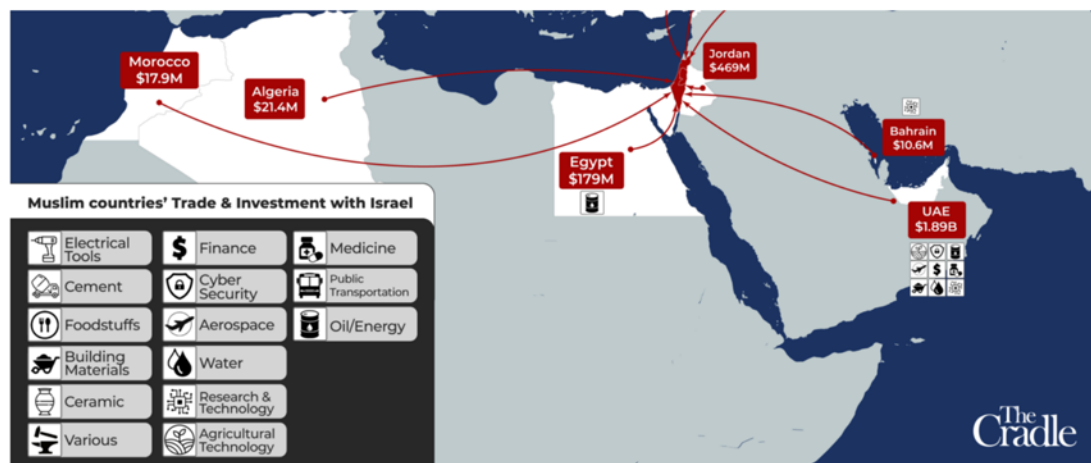 Morocco
$17.9M
Algeria
$21.4M
Jordan
$469M
Egypt
$179M
Bahrain
$10.6M
UAE
$1.89B
Muslim countries' Trade & Investment with Israel
Electrical
Tools
Cement
Foodstuffs
Building
Materials
Ceramic
Various
Finance
Cyber
Security
Aerospace
Water
Research &
Technology
Agricultural
Technology
Medicine
Public
Transportation
Oil/Energy
The
Cradle